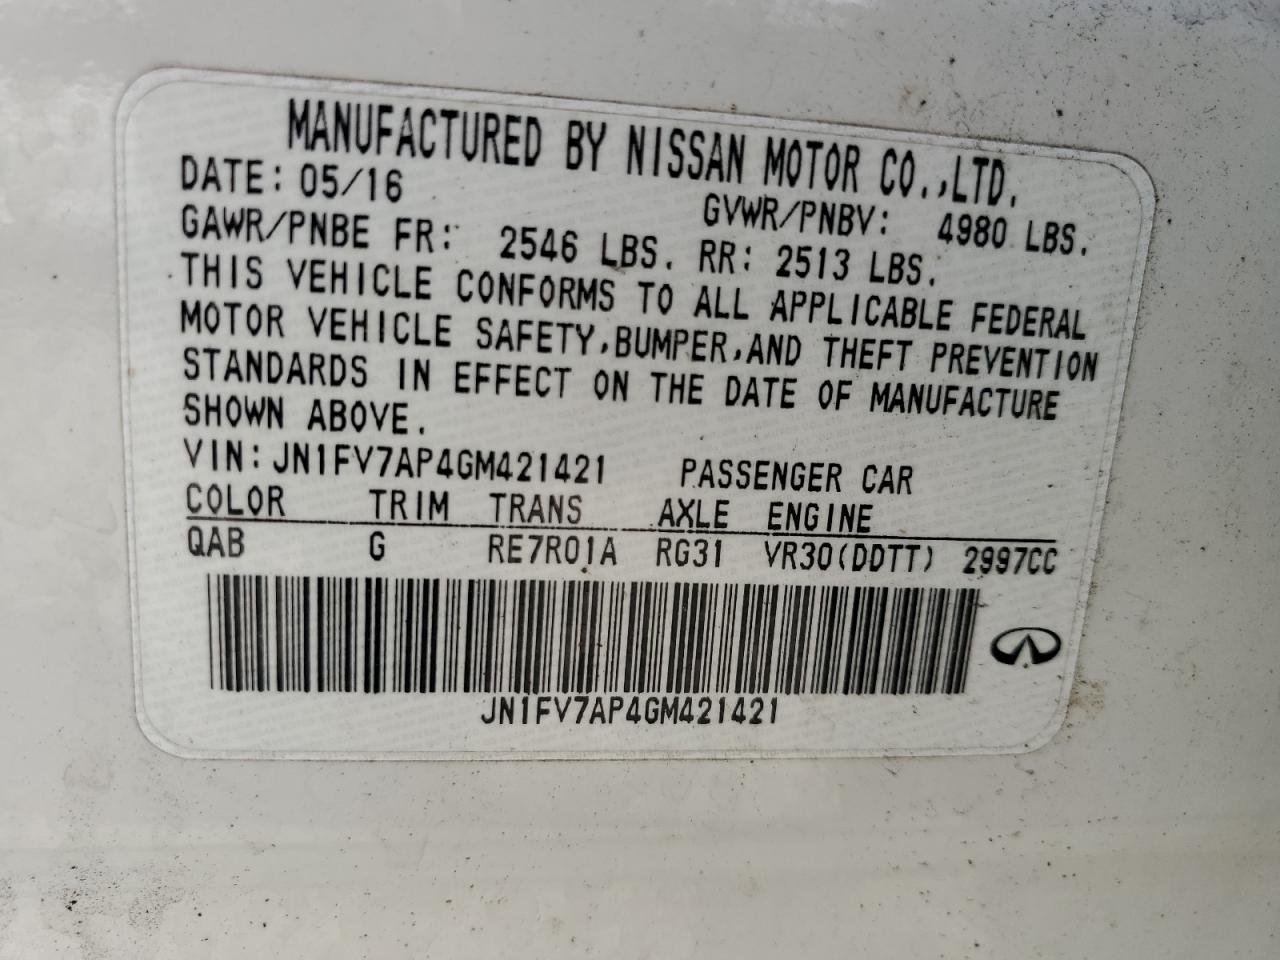 MANUFACTURED BY NISSAN MOTOR CO.,LTD.
DATE: 05/16 GVWR/PNBV: 4980 LBS.
GAWR/PNBE FR: 2546 LBS. RR: 2513 LBS.
THIS VEHICLE CONFORMS TO ALL APPLICABLE FEDERAL
MOTOR VEHICLE SAFETY,BUMPER,AND THEFT PREVENTION
STANDARDS IN EFFECT ON THE DATE OF MANUFACTURE
SHOWN ABOVE.
VIN: JN1FV7AP4GM421421 PASSENGER CAR
COLOR TRIM TRANS AXLE ENGINE
QAB G RE7R01A RG31 VR30(DDTT) 2997CC
JN1FV7AP4GM421421